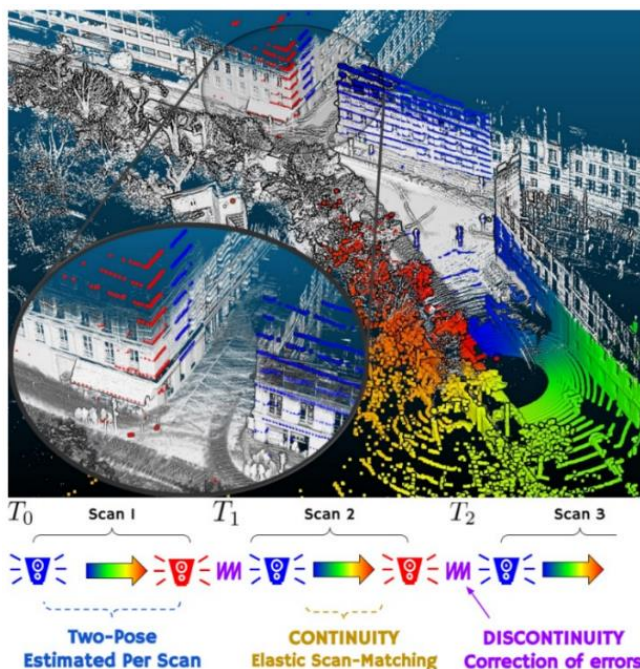 T0 Scan 1 T1 Scan 2 T2 Scan 3
Two-Pose CONTINUITY DISCONTINUITY
Estimated Per Scan Elastic Scan-Matching Correction of errors